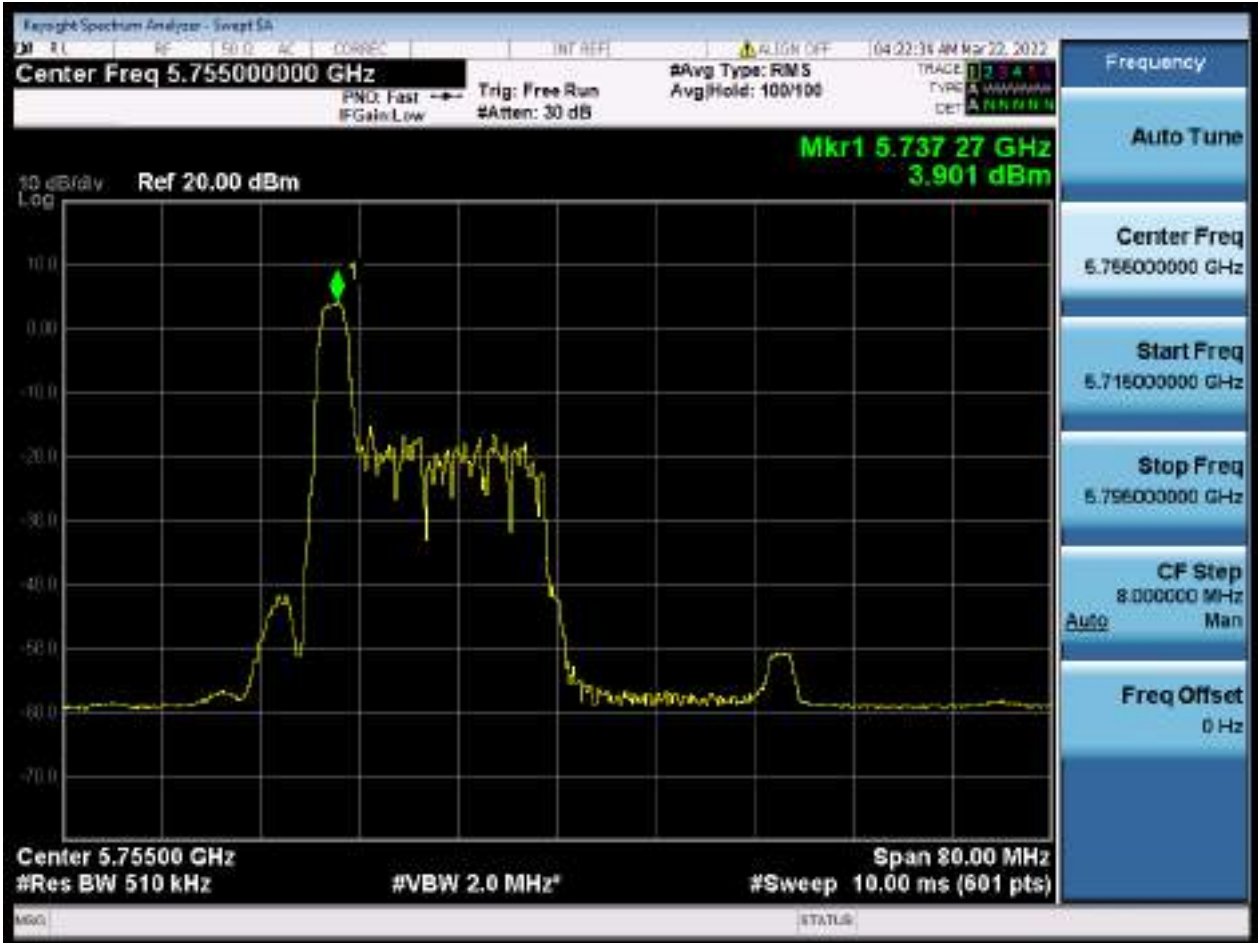 Keysight Spectrum Analyzer - Swept SA
RL RF 50 Ω AC CORREC INT REF ALIGN OFF 04:22:36 AM Mar 22, 2022
Center Freq 5.755000000 GHz
PNO: Fast
IFGain:Low
Trig: Free Run
#Atten: 30 dB
#Avg Type: RMS
Avg|Hold: 100/100
TRACE 1 2 3 4 5 6
TYPE A WWWWW
DET A N N N N N
Mkr1 5.737 27 GHz
3.901 dBm
10 dB/div Ref 20.00 dBm
Log
10.0
0.00
-10.0
-20.0
-30.0
-40.0
-50.0
-60.0
-70.0
1
Center 5.75500 GHz
Span 80.00 MHz
#Res BW 510 kHz
#VBW 2.0 MHz*
#Sweep 10.00 ms (601 pts)
MSG
STATUS
Frequency
Auto Tune
Center Freq
5.755000000 GHz
Start Freq
5.715000000 GHz
Stop Freq
5.795000000 GHz
CF Step
8.000000 MHz
Auto Man
Freq Offset
0 Hz